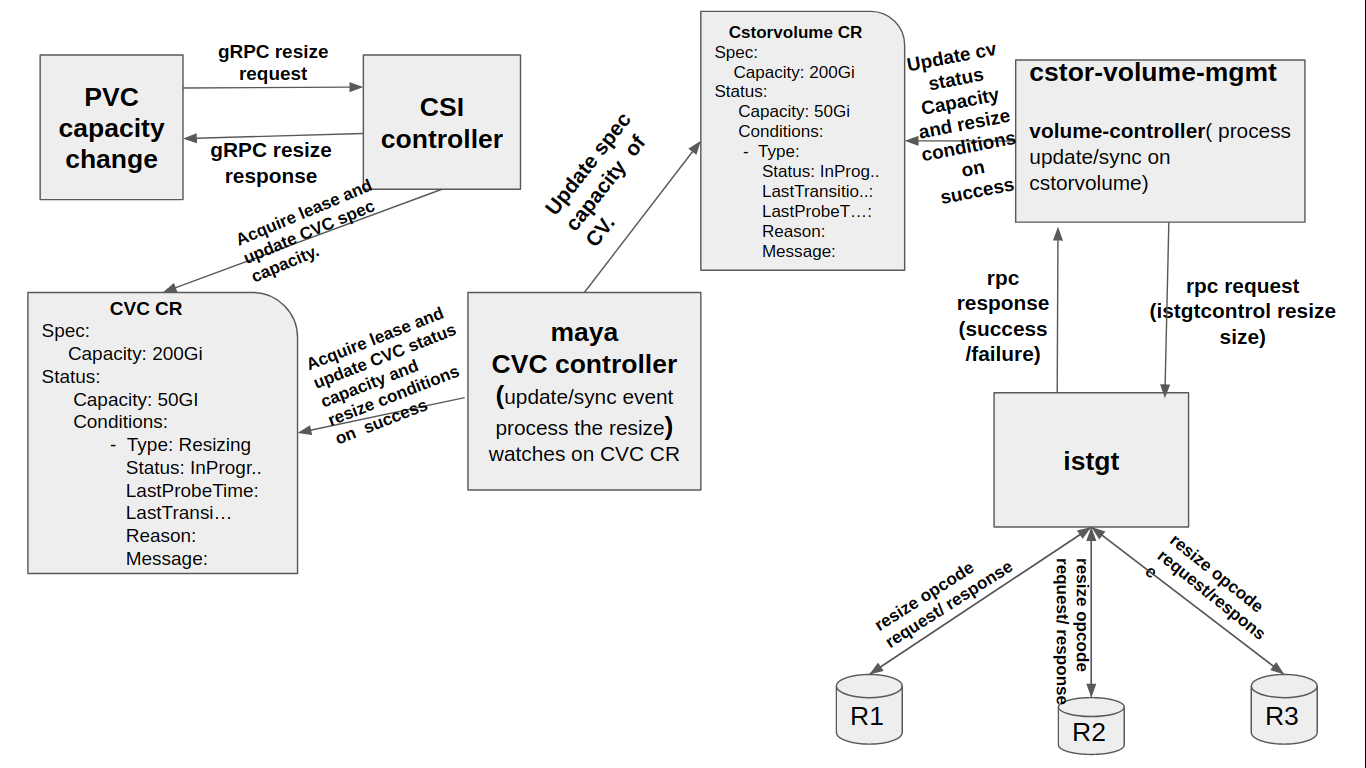 PVC
capacity
change
gRPC resize
request
gRPC resize
response
CSI
controller
Acquire lease and
update CVC spec
capacity.
CVC CR
Spec:
Capacity: 200Gi
Status:
Capacity: 50GI
Conditions:
- Type: Resizing
Status: InProgr..
LastProbeTime:
LastTransi…
Reason:
Message:
Acquire lease and
update CVC status
capacity and
resize conditions
on success
maya
CVC controller
(update/sync event
process the resize)
watches on CVC CR
Update spec
capacity of
CV.
Cstorvolume CR
Spec:
Capacity: 200Gi
Status:
Capacity: 50Gi
Conditions:
- Type:
Status: InProg..
LastTransitio..:
LastProbeT…:
Reason:
Message:
Update cv
status
Capacity
and resize
conditions
on
success
cstor-volume-mgmt
volume-controller( process
update/sync on
cstorvolume)
rpc
response
(success
/failure)
rpc request
(istgtcontrol resize
size)
istgt
resize opcode
request/ response
resize opcode
request/ response
resize opcode
request/respons
e
R1
R2
R3